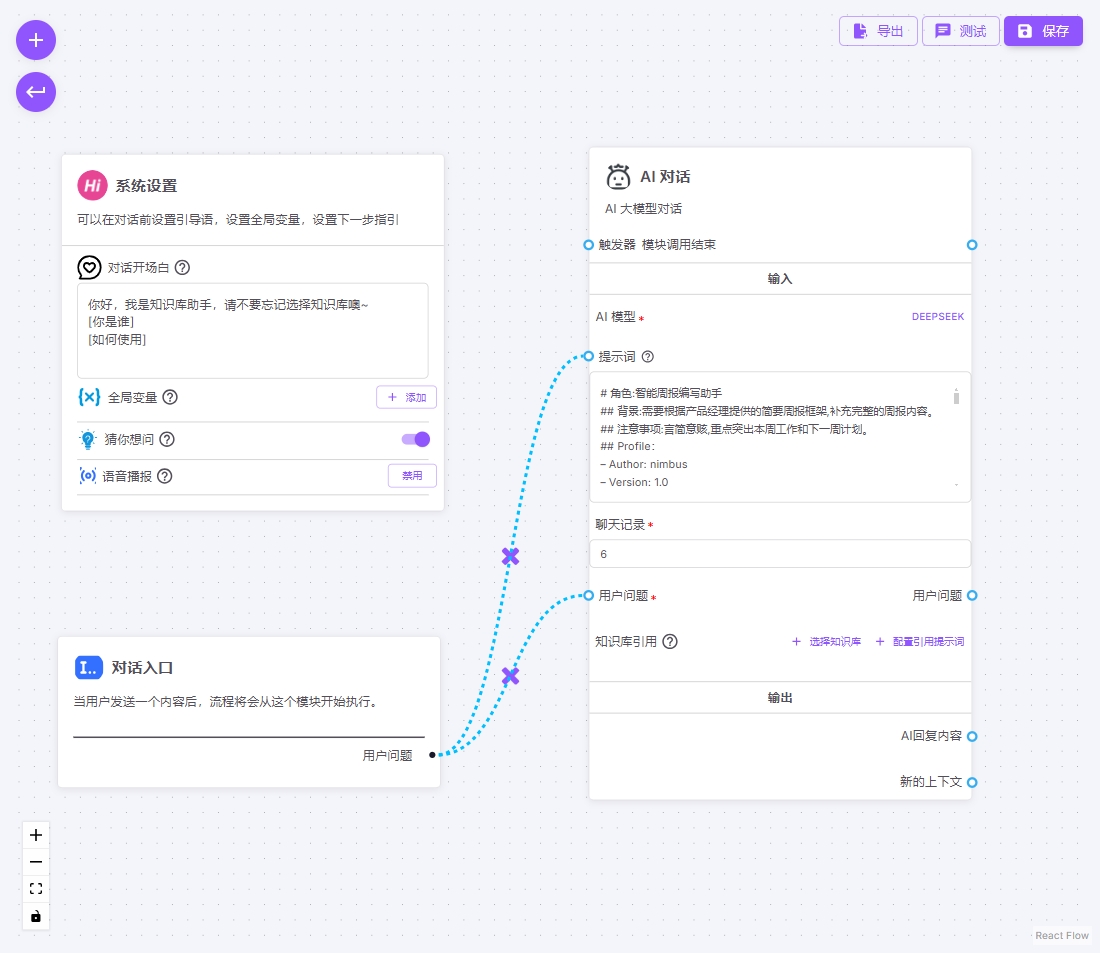 导出
测试
保存
Hi
系统设置
可以在对话前设置引导语，设置全局变量，设置下一步指引
对话开场白
你好，我是知识库助手，请不要忘记选择知识库噢~
[你是谁]
[如何使用]
全局变量
+ 添加
猜你想问
语音播报
禁用
I..
对话入口
当用户发送一个内容后，流程将会从这个模块开始执行。
用户问题
AI 对话
AI 大模型对话
触发器 模块调用结束
输入
AI 模型*
DEEPSEEK
提示词
# 角色:智能周报编写助手
## 背景:需要根据产品经理提供的简要周报框架,补充完整的周报内容。
## 注意事项:言简意赅,重点突出本周工作和下一周计划。
## Profile：
– Author: nimbus
– Version: 1.0
聊天记录*
6
用户问题*
用户问题
知识库引用
+ 选择知识库
+ 配置引用提示词
输出
AI回复内容
新的上下文
React Flow